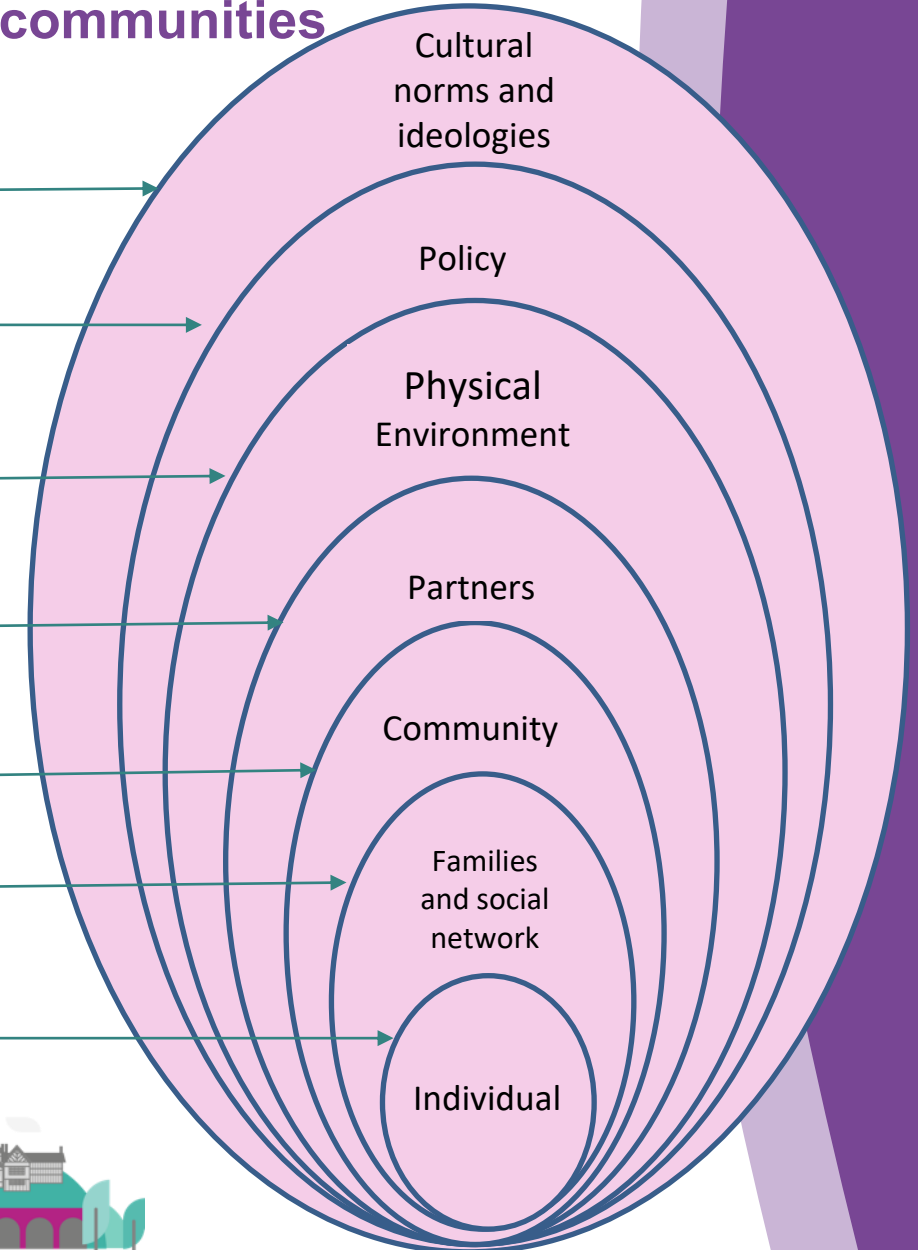 communities
Cultural
norms and
ideologies
Policy
Physical
Environment
Partners
Community
Families
and social
network
Individual